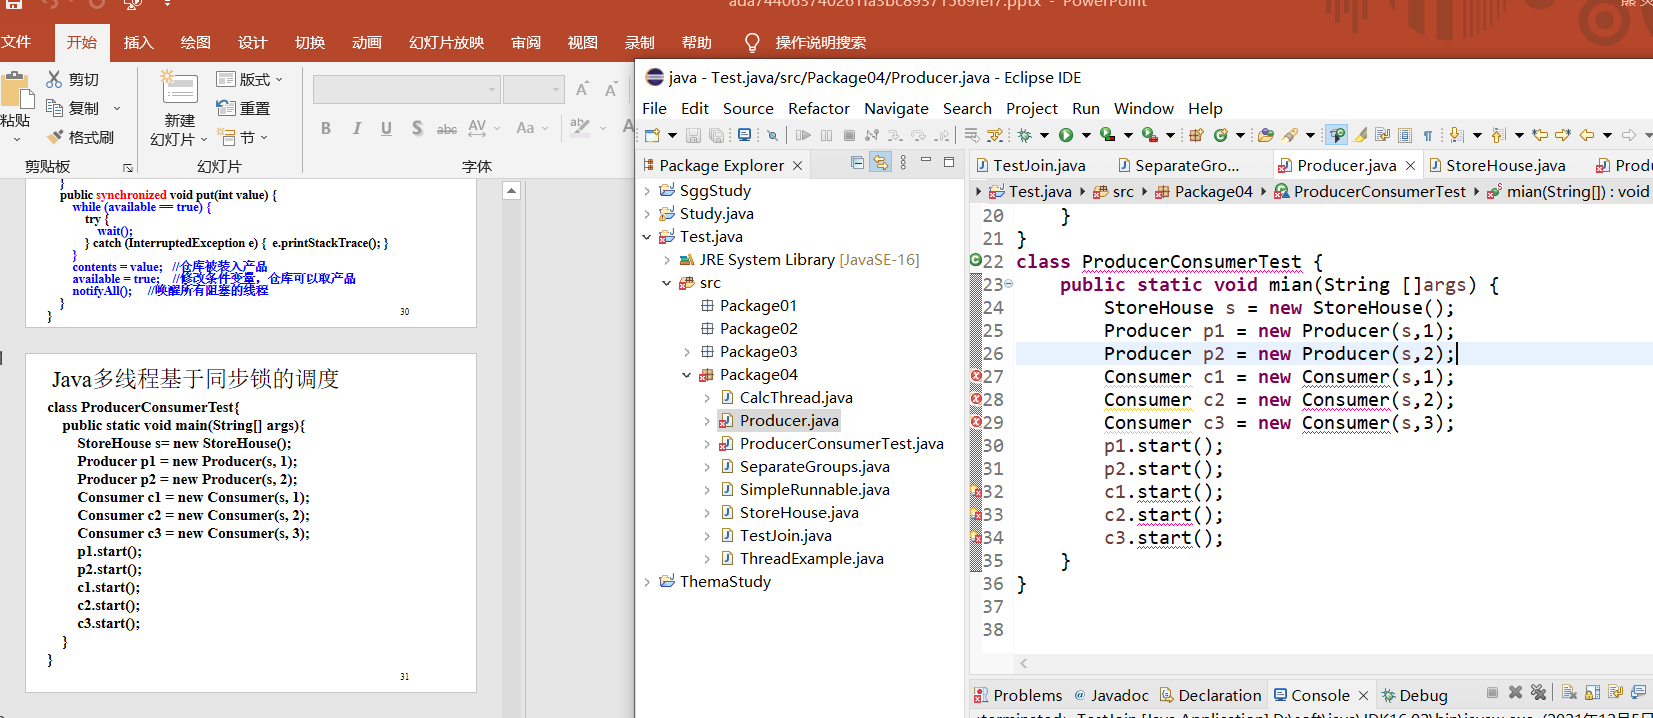 ada744063740261fa3bc89371569fef7.pptx - PowerPoint
文件 开始 插入 绘图 设计 切换 动画 幻灯片放映 审阅 视图 录制 帮助 操作说明搜索
剪切
复制
格式刷
粘贴
剪贴板
新建
幻灯片
版式
重置
节
幻灯片
B I U S abc AV Aa
字体
}
public synchronized void put(int value) {
while (available == true) {
try {
wait();
} catch (InterruptedException e) { e.printStackTrace(); }
}
contents = value; //仓库被装入产品
available = true; //修改条件变量，仓库可以取产品
notifyAll(); //唤醒所有阻塞的线程
}
}
30
Java多线程基于同步锁的调度
class ProducerConsumerTest{
public static void main(String[] args){
StoreHouse s= new StoreHouse();
Producer p1 = new Producer(s, 1);
Producer p2 = new Producer(s, 2);
Consumer c1 = new Consumer(s, 1);
Consumer c2 = new Consumer(s, 2);
Consumer c3 = new Consumer(s, 3);
p1.start();
p2.start();
c1.start();
c2.start();
c3.start();
}
}
31
java - Test.java/src/Package04/Producer.java - Eclipse IDE
File Edit Source Refactor Navigate Search Project Run Window Help
Package Explorer
SggStudy
Study.java
Test.java
JRE System Library [JavaSE-16]
src
Package01
Package02
Package03
Package04
CalcThread.java
Producer.java
ProducerConsumerTest.java
SeparateGroups.java
SimpleRunnable.java
StoreHouse.java
TestJoin.java
ThreadExample.java
ThemaStudy
TestJoin.java SeparateGro... Producer.java StoreHouse.java Produ
Test.java src Package04 ProducerConsumerTest mian(String[]) : void
20 }
21 }
22 class ProducerConsumerTest {
23 public static void mian(String []args) {
24 StoreHouse s = new StoreHouse();
25 Producer p1 = new Producer(s,1);
26 Producer p2 = new Producer(s,2);
27 Consumer c1 = new Consumer(s,1);
28 Consumer c2 = new Consumer(s,2);
29 Consumer c3 = new Consumer(s,3);
30 p1.start();
31 p2.start();
32 c1.start();
33 c2.start();
34 c3.start();
35 }
36 }
37
38
Problems @ Javadoc Declaration Console Debug